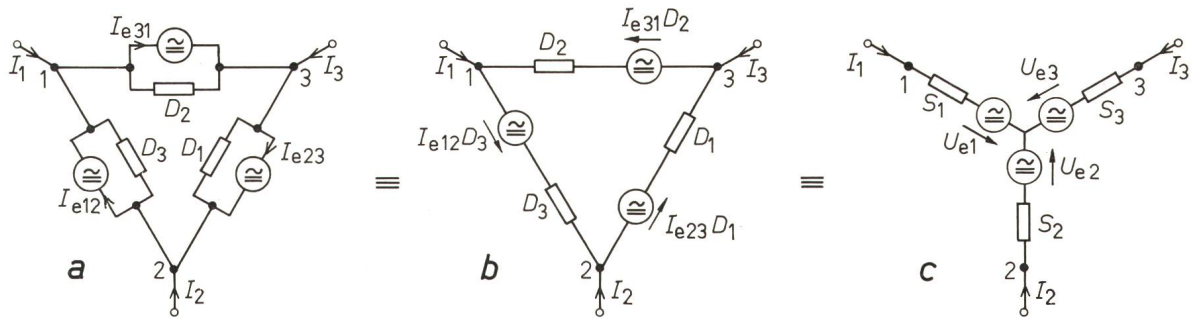 I_e31
I_1 1 3 I_3
D_2
D_3 D_1
I_e12 I_e23
2
I_2
a
≡
I_e31 D_2
D_2
I_1 1 3 I_3
I_e12 D_3 D_1
D_3 I_e23 D_1
2
I_2
b
≡
I_1 1 3 I_3
S_1 U_e3 S_3
U_e1 U_e2
S_2
2
I_2
c